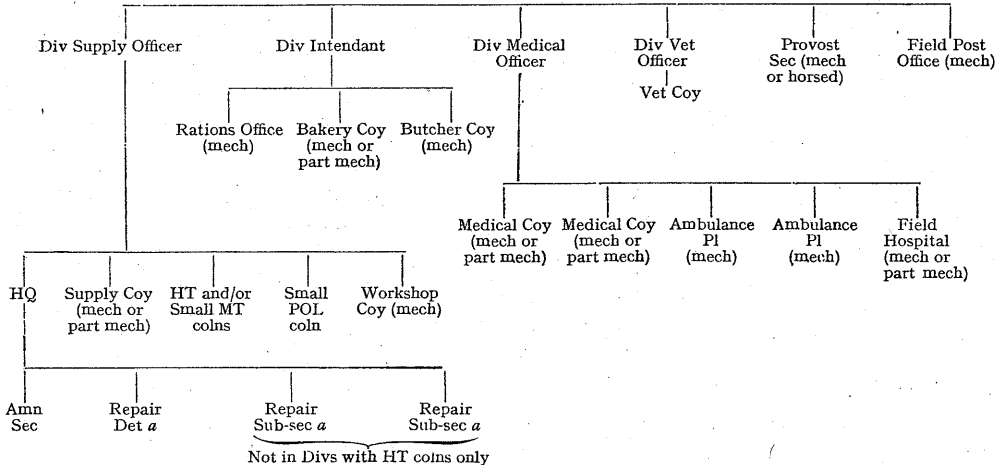 Div Supply Officer
Div Intendant
Div Medical
Officer
Div Vet
Officer
Vet Coy
Provost
Sec (mech
or horsed)
Field Post
Office (mech)
Rations Office
(mech)
Bakery Coy
(mech or
part mech)
Butcher Coy
(mech)
Medical Coy
(mech or
part mech)
Medical Coy
(mech or
part mech)
Ambulance
Pl
(mech)
Ambulance
Pl
(mech)
Field
Hospital
(mech or
part mech)
HQ
Supply Coy
(mech or
part mech)
HT and/or
Small MT
colns
Small
POL
coln
Workshop
Coy (mech)
Amn
Sec
Repair
Det a
Repair
Sub-sec a
Repair
Sub-sec a
Not in Divs with HT colns only